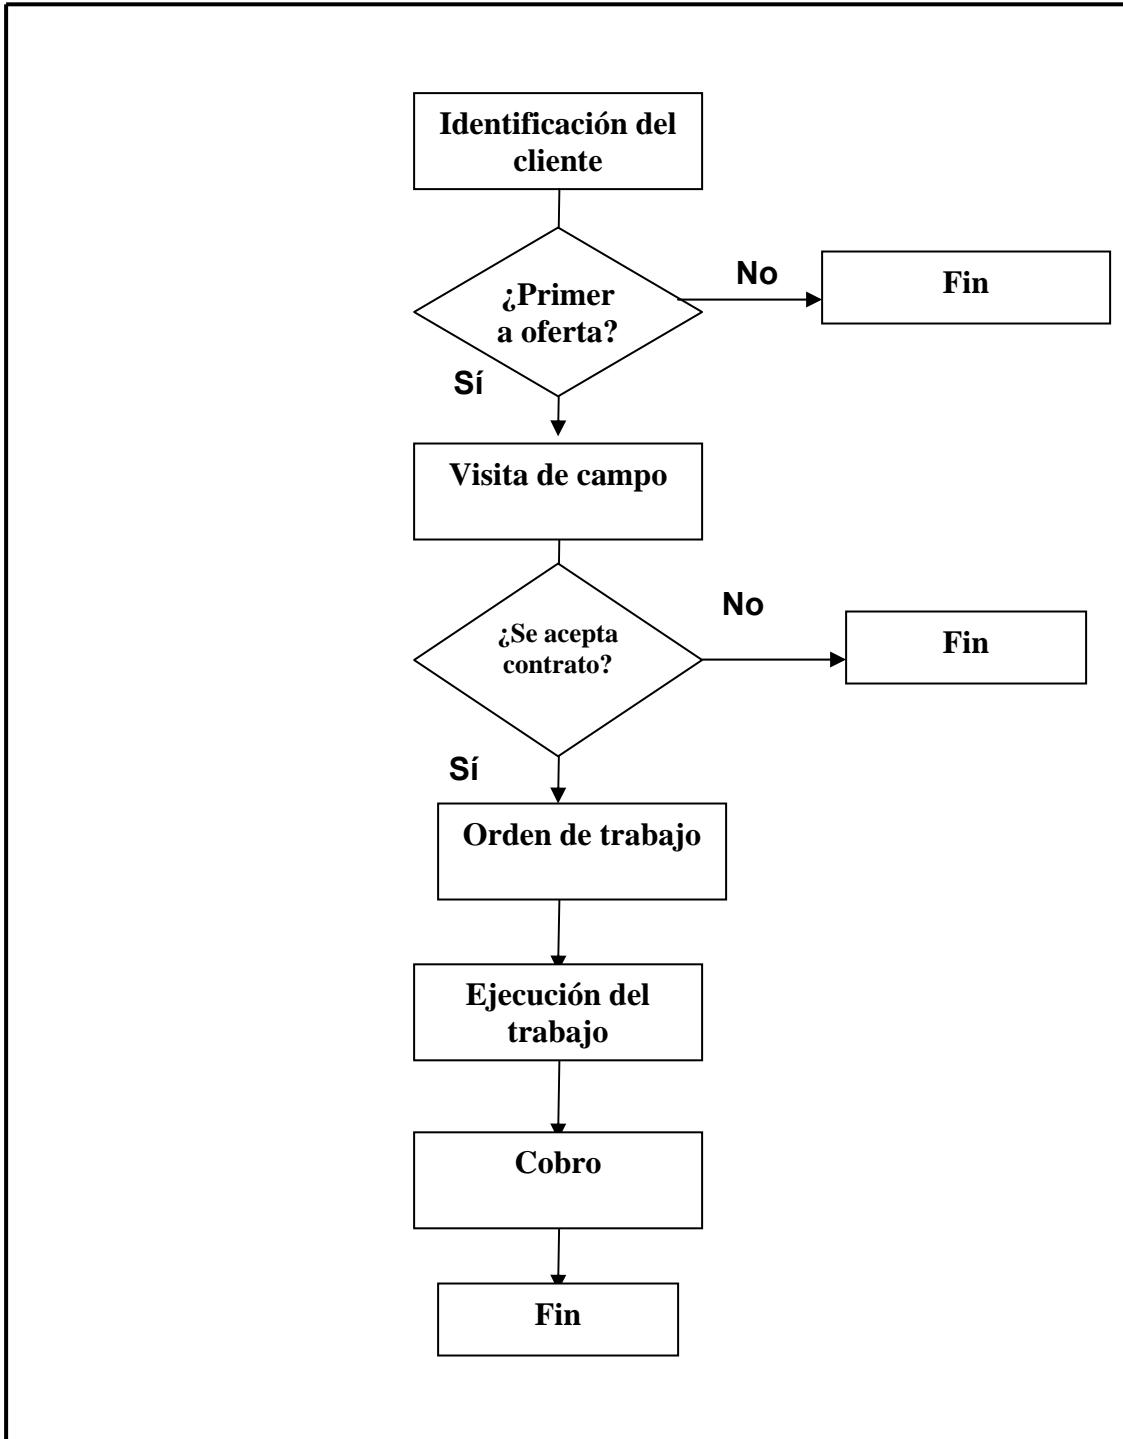 Identificación del
cliente
No
Fin
¿Primer
a oferta?
Sí
Visita de campo
No
¿Se acepta
contrato?
Fin
Sí
Orden de trabajo
Ejecución del
trabajo
Cobro
Fin